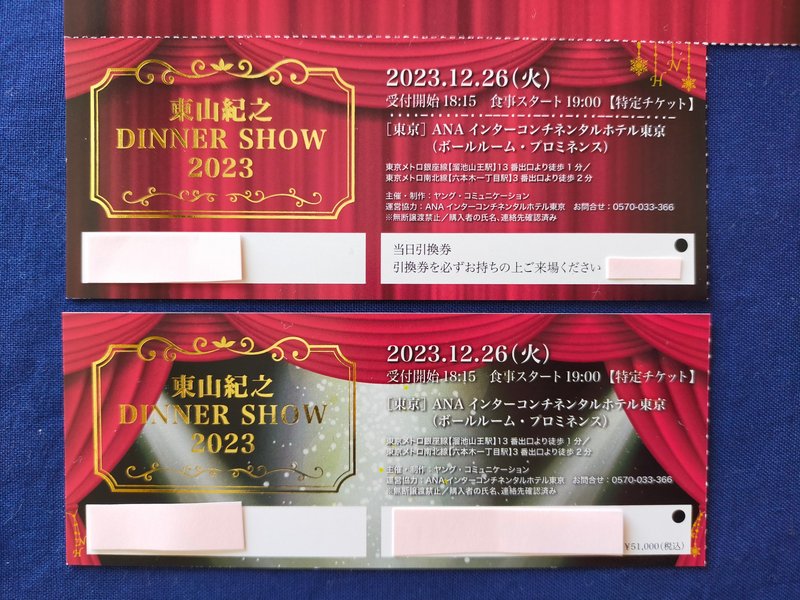 東山紀之
DINNER SHOW
2023
2023.12.26(火)
受付開始 18:15　食事スタート 19:00【特定チケット】
［東京］ANA インターコンチネンタルホテル東京
（ボールルーム・プロミネンス）
東京メトロ銀座線【溜池山王駅】13番出口より徒歩1分／
東京メトロ南北線【六本木一丁目駅】3番出口より徒歩2分
主催・制作：ヤング・コミュニケーション
運営協力：ANAインターコンチネンタルホテル東京　お問合せ：0570-033-366
※無断譲渡禁止／購入者の氏名、連絡先確認済み
当日引換券
引換券を必ずお持ちの上ご来場ください
H N
東山紀之
DINNER SHOW
2023
2023.12.26(火)
受付開始 18:15　食事スタート 19:00【特定チケット】
［東京］ANA インターコンチネンタルホテル東京
（ボールルーム・プロミネンス）
東京メトロ銀座線【溜池山王駅】13番出口より徒歩1分／
東京メトロ南北線【六本木一丁目駅】3番出口より徒歩2分
主催・制作：ヤング・コミュニケーション
運営協力：ANAインターコンチネンタルホテル東京　お問合せ：0570-033-366
※無断譲渡禁止／購入者の氏名、連絡先確認済み
¥51,000(税込)
H N